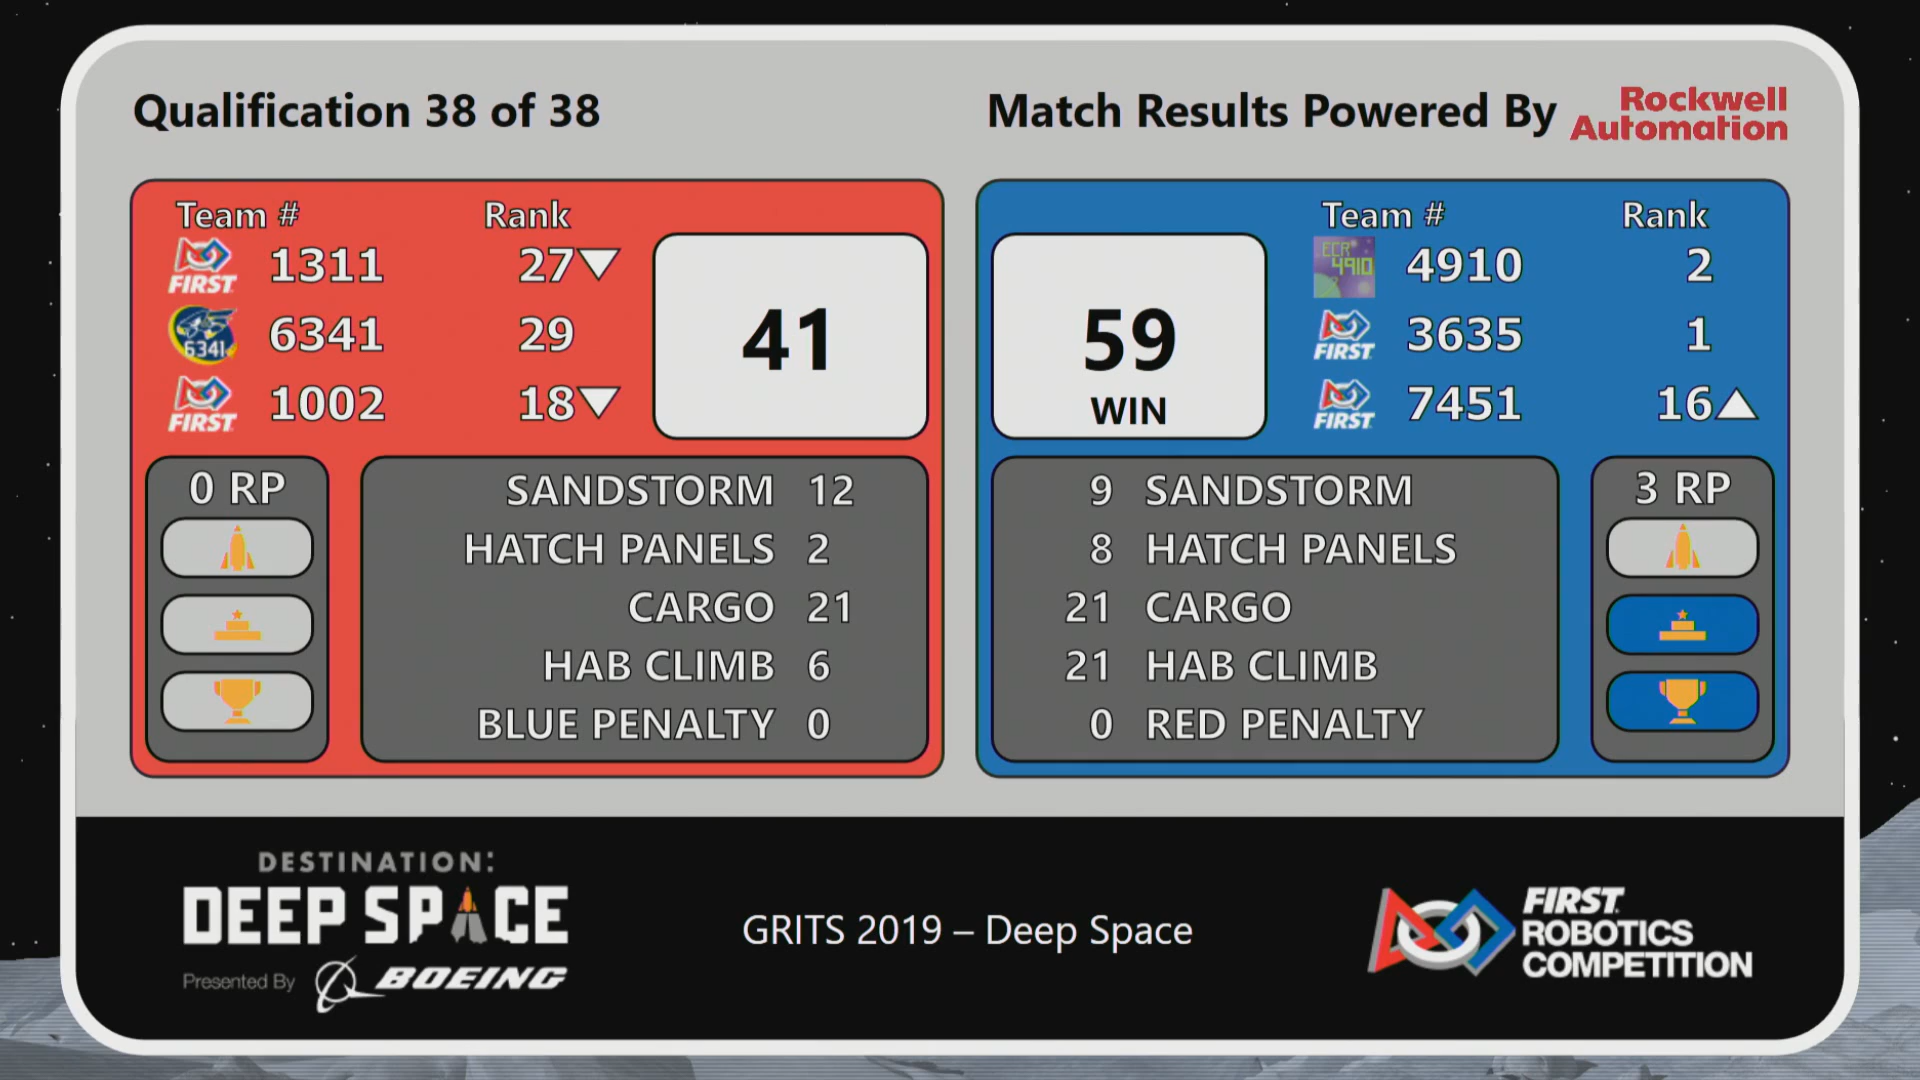 Qualification 38 of 38
Match Results Powered By
Rockwell
Automation
Team # Rank
FIRST 1311 27
6341 6341 29
FIRST 1002 18
41
0 RP
SANDSTORM 12
HATCH PANELS 2
CARGO 21
HAB CLIMB 6
BLUE PENALTY 0
59
WIN
Team # Rank
ECR 4910 4910 2
FIRST 3635 1
FIRST 7451 16
9 SANDSTORM
8 HATCH PANELS
21 CARGO
21 HAB CLIMB
0 RED PENALTY
3 RP
DESTINATION:
DEEP SPACE
Presented By BOEING
GRITS 2019 – Deep Space
FIRST
ROBOTICS
COMPETITION